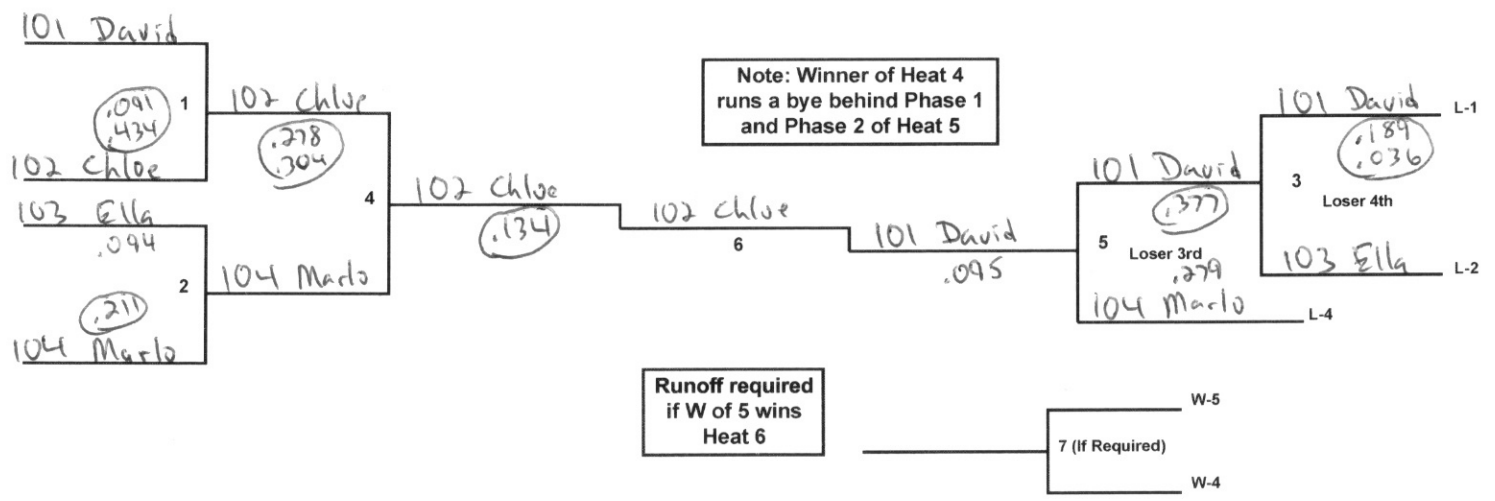 101 David
.091
.434
1
102 Chloe
102 Chloe
.278
.304
103 Ella
.094
2
.211
104 Marlo
104 Marlo
4
102 Chloe
.134
102 Chloe
6
Note: Winner of Heat 4
runs a bye behind Phase 1
and Phase 2 of Heat 5
101 David
.095
101 David
.377
5
Loser 3rd
.279
104 Marlo
L-4
101 David
L-1
.189
.036
3
Loser 4th
103 Ella
L-2
Runoff required
if W of 5 wins
Heat 6
W-5
7 (If Required)
W-4